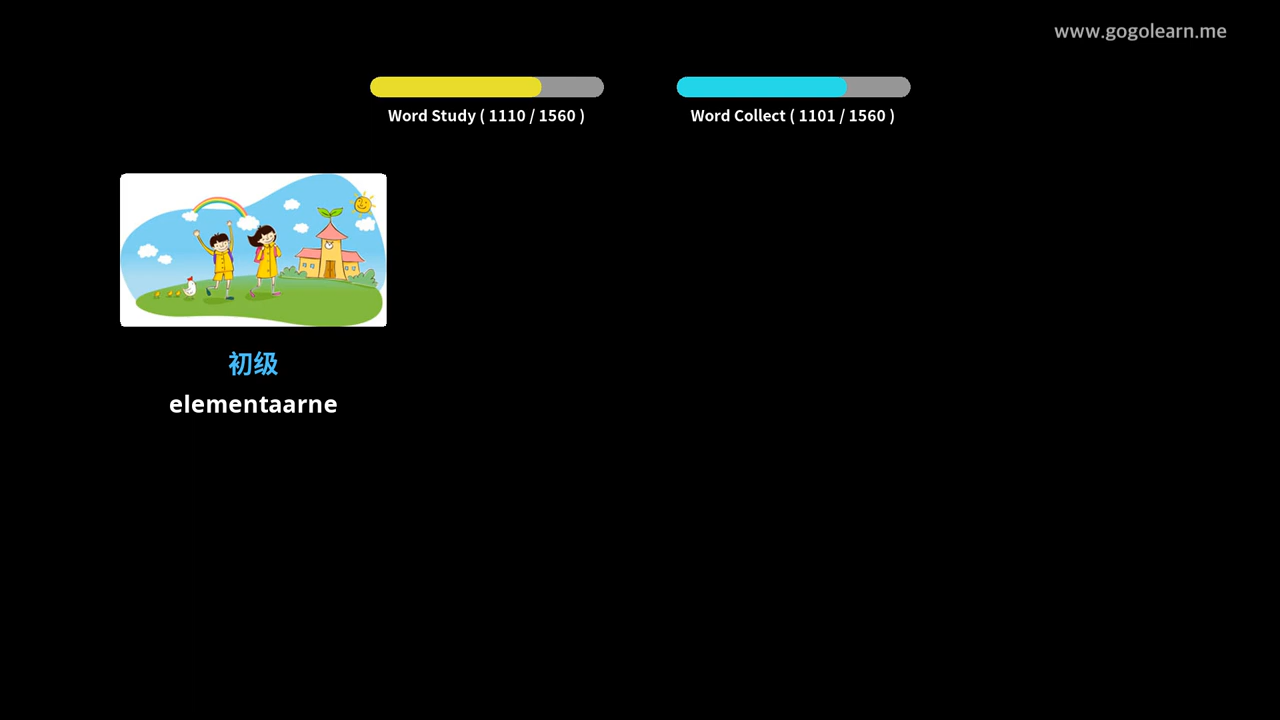 www.gogolearn.me
Word Study ( 1110 / 1560 )
Word Collect ( 1101 / 1560 )
初级
elementaarne